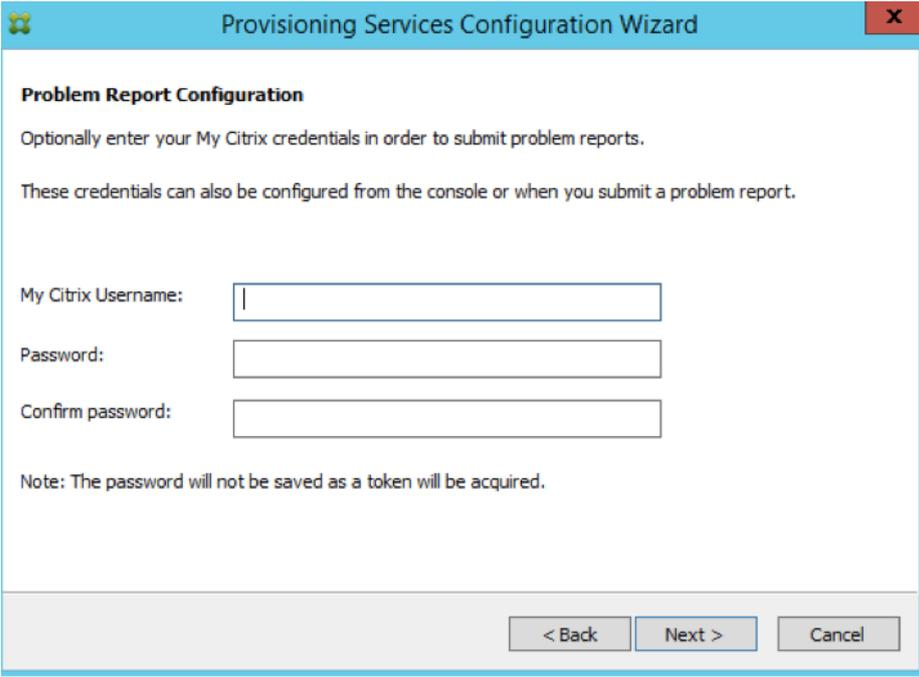 Provisioning Services Configuration Wizard
x
Problem Report Configuration
Optionally enter your My Citrix credentials in order to submit problem reports.
These credentials can also be configured from the console or when you submit a problem report.
My Citrix Username:
Password:
Confirm password:
Note: The password will not be saved as a token will be acquired.
< Back Next > Cancel